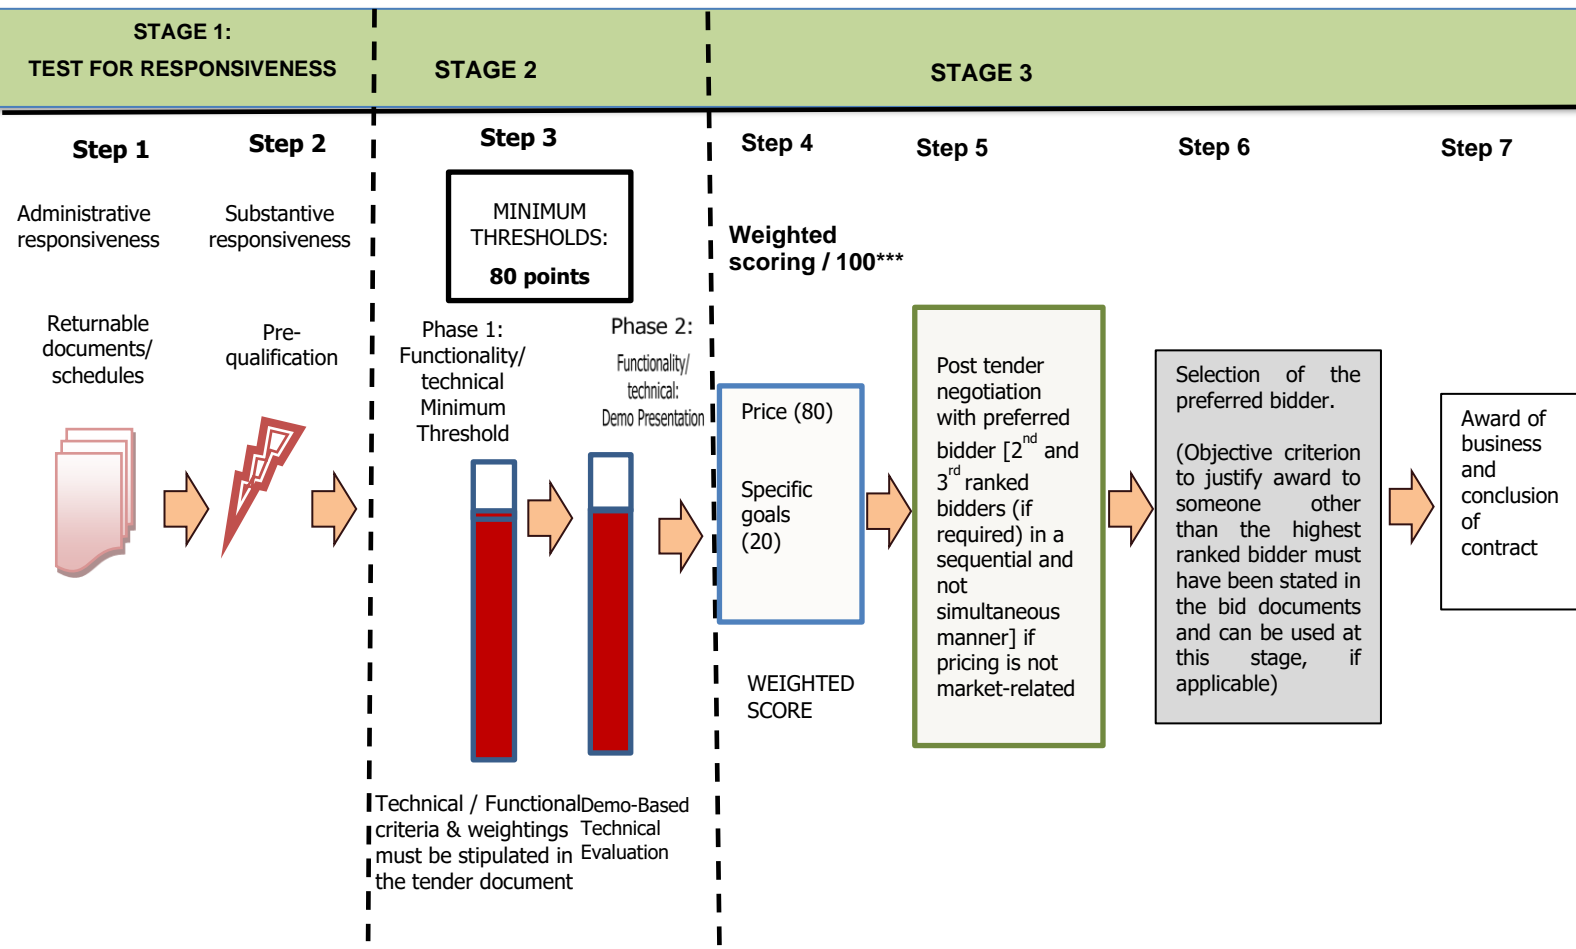 STAGE 1:
TEST FOR RESPONSIVENESS
STAGE 2
STAGE 3
Step 1
Step 2
Step 3
Step 4
Step 5
Step 6
Step 7
Administrative
responsiveness
Substantive
responsiveness
MINIMUM
THRESHOLDS:
80 points
Weighted
scoring / 100***
Returnable
documents/
schedules
Pre-
qualification
Phase 1:
Functionality/
technical
Minimum
Threshold
Phase 2:
Functionality/
technical:
Demo Presentation
Price (80)
Specific
goals
(20)
WEIGHTED
SCORE
Post tender
negotiation
with preferred
bidder [2nd and
3rd ranked
bidders (if
required) in a
sequential and
not
simultaneous
manner] if
pricing is not
market-related
Selection of the
preferred bidder.
(Objective criterion
to justify award to
someone other
than the highest
ranked bidder must
have been stated in
the bid documents
and can be used at
this stage, if
applicable)
Award of
business
and
conclusion
of
contract
Technical / Functional
criteria & weightings
must be stipulated in
the tender document
Demo-Based
Technical
Evaluation